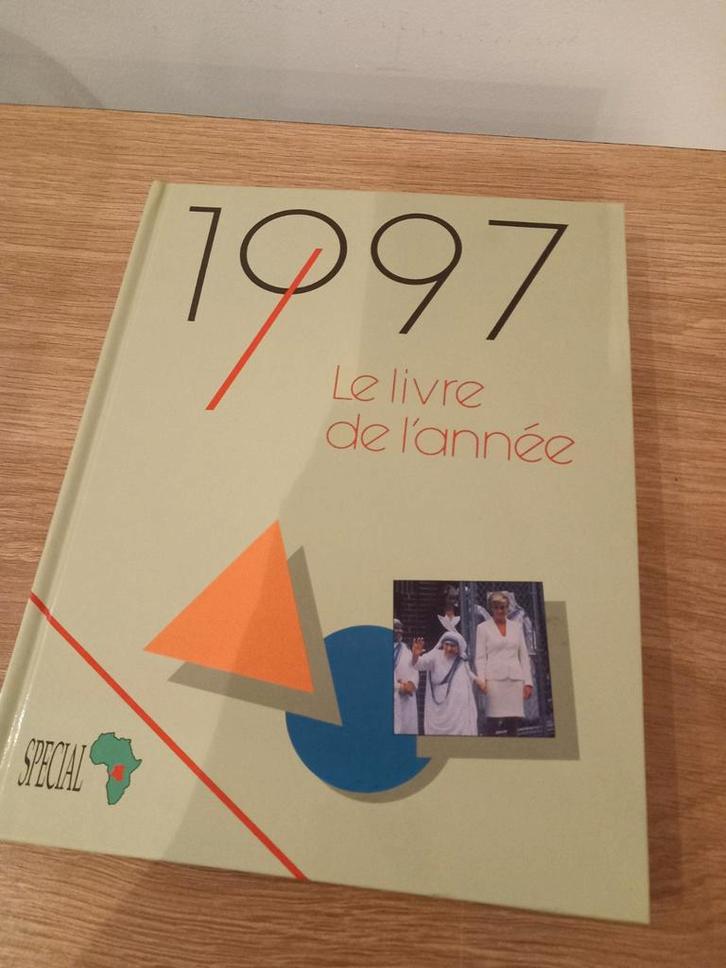 1997
Le livre
de l'année
SPECIAL